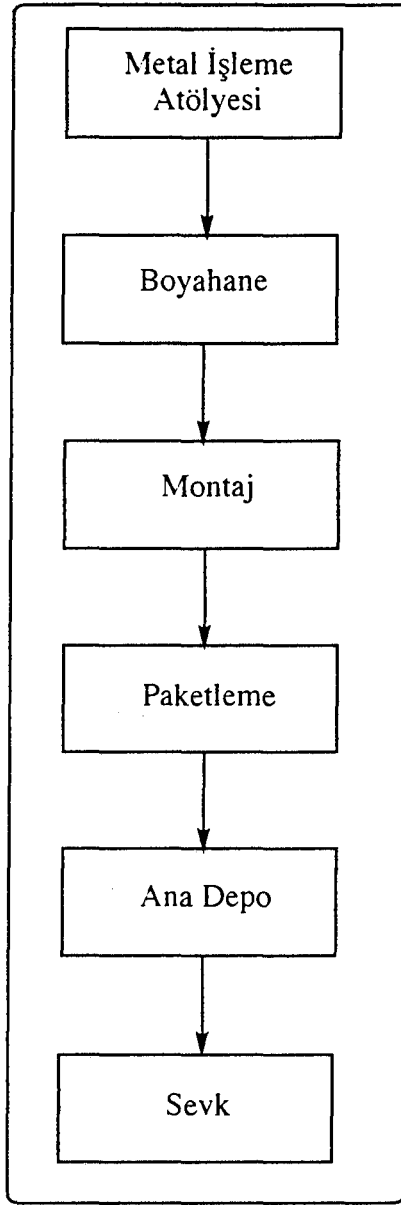 Metal İşleme
Atölyesi
Boyahane
Montaj
Paketleme
Ana Depo
Sevk